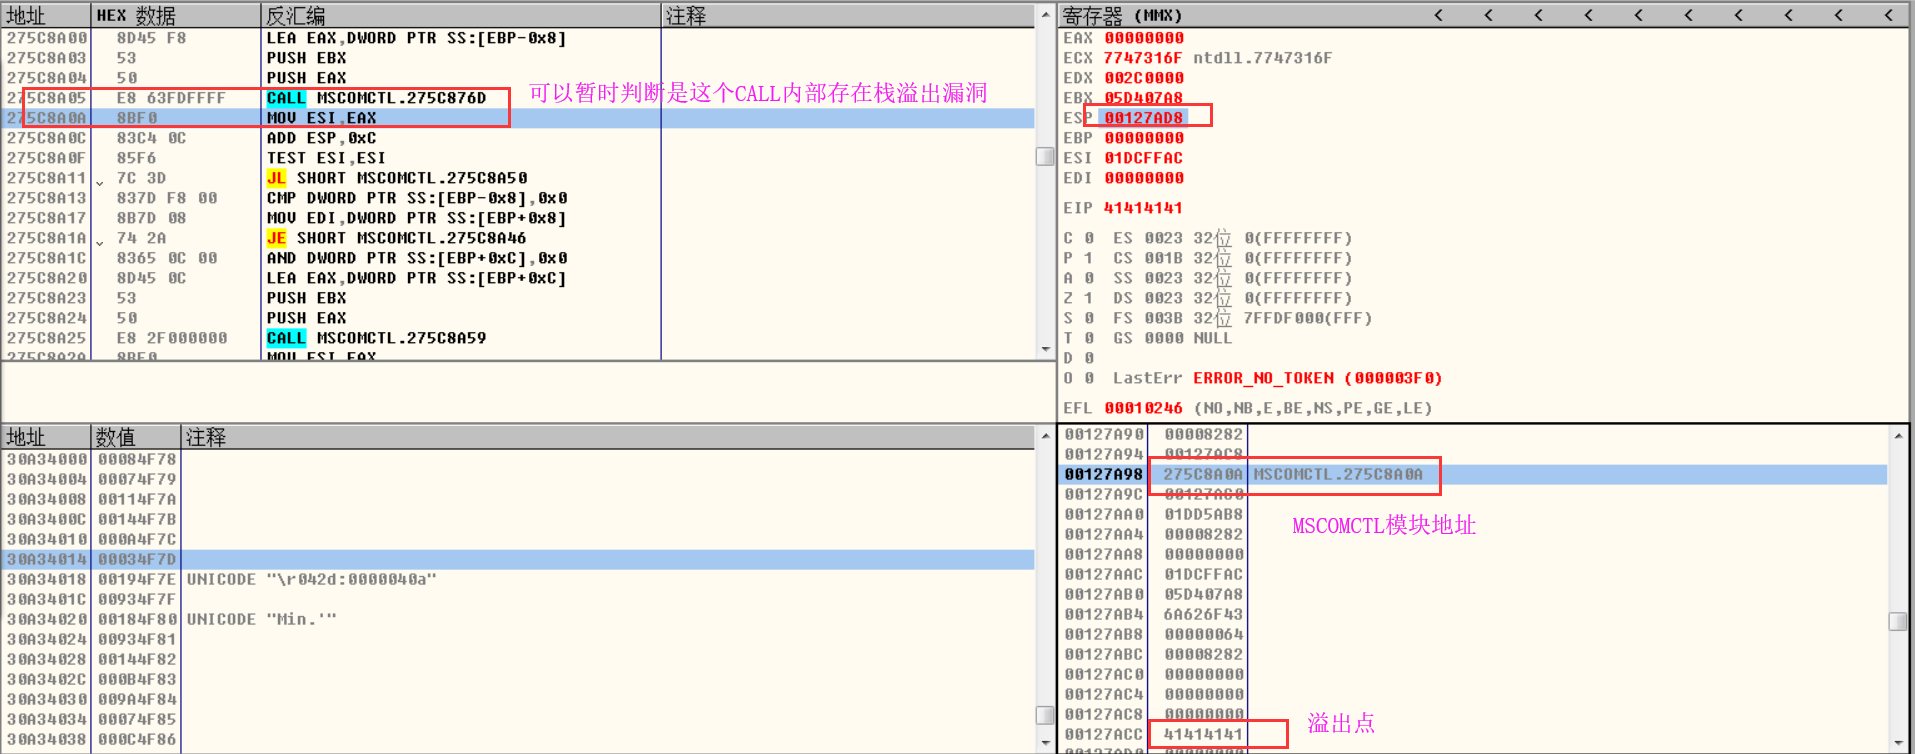 地址 HEX 数据 反汇编 注释
275C8A00 8D45 F8 LEA EAX,DWORD PTR SS:[EBP-0x8]
275C8A03 53 PUSH EBX
275C8A04 50 PUSH EAX
275C8A05 E8 63FDFFFF CALL MSCOMCTL.275C876D
可以暂时判断是这个CALL内部存在栈溢出漏洞
275C8A0A 8BF0 MOV ESI,EAX
275C8A0C 83C4 0C ADD ESP,0xC
275C8A0F 85F6 TEST ESI,ESI
275C8A11 7C 3D JL SHORT MSCOMCTL.275C8A50
275C8A13 837D F8 00 CMP DWORD PTR SS:[EBP-0x8],0x0
275C8A17 8B7D 08 MOV EDI,DWORD PTR SS:[EBP+0x8]
275C8A1A 74 2A JE SHORT MSCOMCTL.275C8A46
275C8A1C 8365 0C 00 AND DWORD PTR SS:[EBP+0xC],0x0
275C8A20 8D45 0C LEA EAX,DWORD PTR SS:[EBP+0xC]
275C8A23 53 PUSH EBX
275C8A24 50 PUSH EAX
275C8A25 E8 2F000000 CALL MSCOMCTL.275C8A59
275C8A2A 8BF0 MOV ESI,EAX
寄存器 (MMX) < < < < < < < < < <
EAX 00000000
ECX 7747316F ntdll.7747316F
EDX 002C0000
EBX 05D407A8
ESP 00127AD8
EBP 00000000
ESI 01DCFFAC
EDI 00000000
EIP 41414141
C 0 ES 0023 32位 0(FFFFFFFF)
P 1 CS 001B 32位 0(FFFFFFFF)
A 0 SS 0023 32位 0(FFFFFFFF)
Z 1 DS 0023 32位 0(FFFFFFFF)
S 0 FS 003B 32位 7FFDF000(FFF)
T 0 GS 0000 NULL
D 0
O 0 LastErr ERROR_NO_TOKEN (000003F0)
EFL 00010246 (NO,NB,E,BE,NS,PE,GE,LE)
地址 数值 注释
30A34000 00084F78
30A34004 00074F79
30A34008 00114F7A
30A3400C 00144F7B
30A34010 000A4F7C
30A34014 00034F7D
30A34018 00194F7E UNICODE "\r042d:0000040a"
30A3401C 00934F7F
30A34020 00184F80 UNICODE "Min.'"
30A34024 00934F81
30A34028 00144F82
30A3402C 000B4F83
30A34030 009A4F84
30A34034 00074F85
30A34038 000C4F86
00127A90 00008282
00127A94 00127AC8
00127A98 275C8A0A MSCOMCTL.275C8A0A
00127A9C 00127AC0
00127AA0 01DD5AB8
MSCOMCTL模块地址
00127AA4 00008282
00127AA8 00000000
00127AAC 01DCFFAC
00127AB0 05D407A8
00127AB4 6A626F43
00127AB8 00000064
00127ABC 00008282
00127AC0 00000000
00127AC4 00000000
00127AC8 00000000
溢出点
00127ACC 41414141
00127AD0 00000000